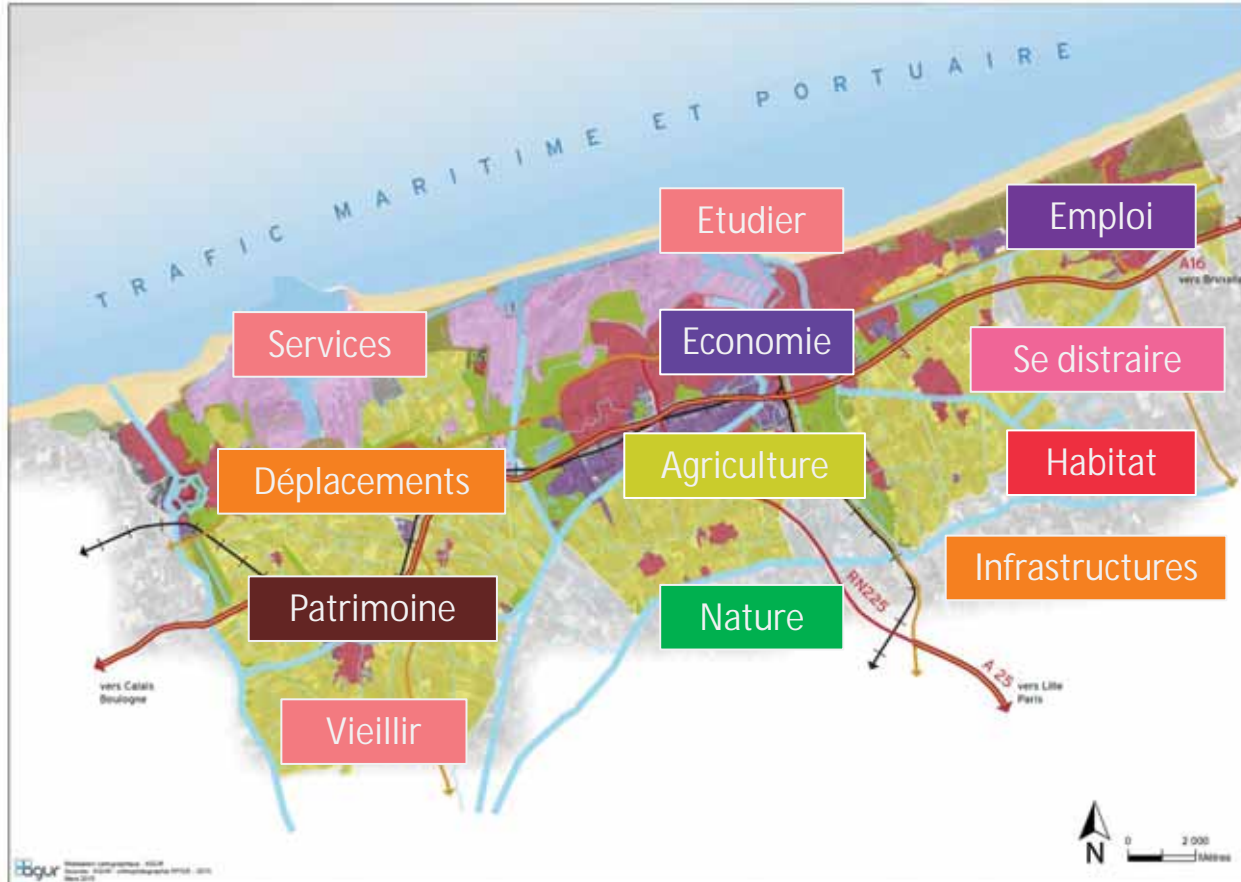 TRAFIC MARITIME ET PORTUAIRE
Etudier
Emploi
A16
vers Bruxelles
Services
Economie
Se distraire
Déplacements
Agriculture
Habitat
Infrastructures
Patrimoine
Nature
RN225
vers Calais
Boulogne
A 25
vers Lille
Paris
Vieillir
N
0 2 000
Mètres
agur